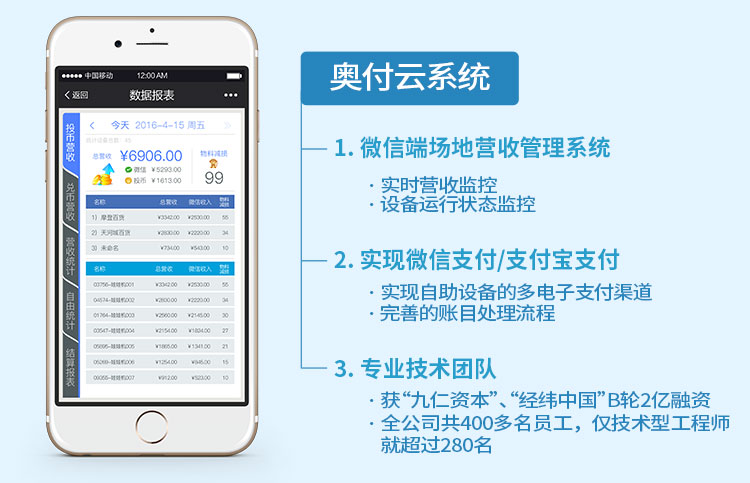 中国移动 12:00 AM
返回 数据报表 •••
投币营收
兑币营收
营收统计
自由统计
结算报表
今天 2016-4-15 周五
总营收 ¥6906.00
微信 ¥5293.00
投币 ¥1613.00
物料减损
99
名称 总营收 微信收入 物料减损
1) 摩登百货 ¥3342.00 ¥2530.00 55
2) 天河城百货 ¥2830.00 ¥2220.00 34
3) 未命名 ¥734.00 ¥543.00 10
名称 总营收 微信收入 物料减损
03756-娃娃机001 ¥3342.00 ¥2530.00 55
04574-娃娃机002 ¥2800.00 ¥2220.00 34
01764-娃娃机003 ¥2560.00 ¥2145.00 30
03547-娃娃机004 ¥2154.00 ¥1824.00 27
05895-娃娃机005 ¥1865.00 ¥1341.00 21
05269-娃娃机006 ¥1254.00 ¥845.00 15
09355-娃娃机007 ¥912.00 ¥523.00 10
奥付云系统
1. 微信端场地营收管理系统
· 实时营收监控
· 设备运行状态监控
2. 实现微信支付/支付宝支付
· 实现自助设备的多电子支付渠道
· 完善的账目处理流程
3. 专业技术团队
· 获“九仁资本”、“经纬中国”B轮2亿融资
· 全公司共400多名员工，仅技术型工程师
就超过280名